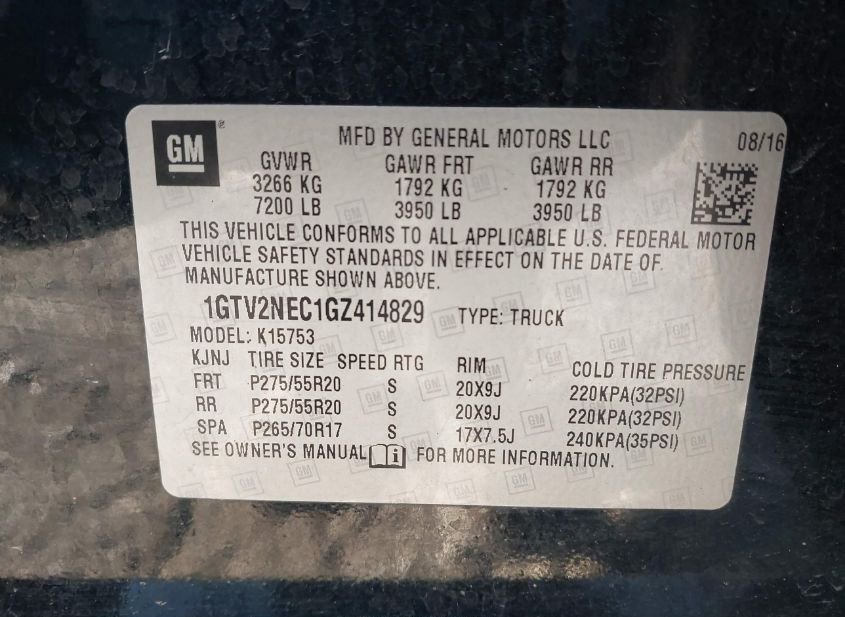 GM ®
MFD BY GENERAL MOTORS LLC 08/16
GVWR GAWR FRT GAWR RR
3266 KG 1792 KG 1792 KG
7200 LB 3950 LB 3950 LB
THIS VEHICLE CONFORMS TO ALL APPLICABLE U.S. FEDERAL MOTOR
VEHICLE SAFETY STANDARDS IN EFFECT ON THE DATE OF
MANUFACTURE SHOWN ABOVE.
1GTV2NEC1GZ414829 TYPE: TRUCK
MODEL: K15753
KJNJ TIRE SIZE SPEED RTG RIM COLD TIRE PRESSURE
FRT P275/55R20 S 20X9J 220KPA(32PSI)
RR P275/55R20 S 20X9J 220KPA(32PSI)
SPA P265/70R17 S 17X7.5J 240KPA(35PSI)
SEE OWNER'S MANUAL i FOR MORE INFORMATION.